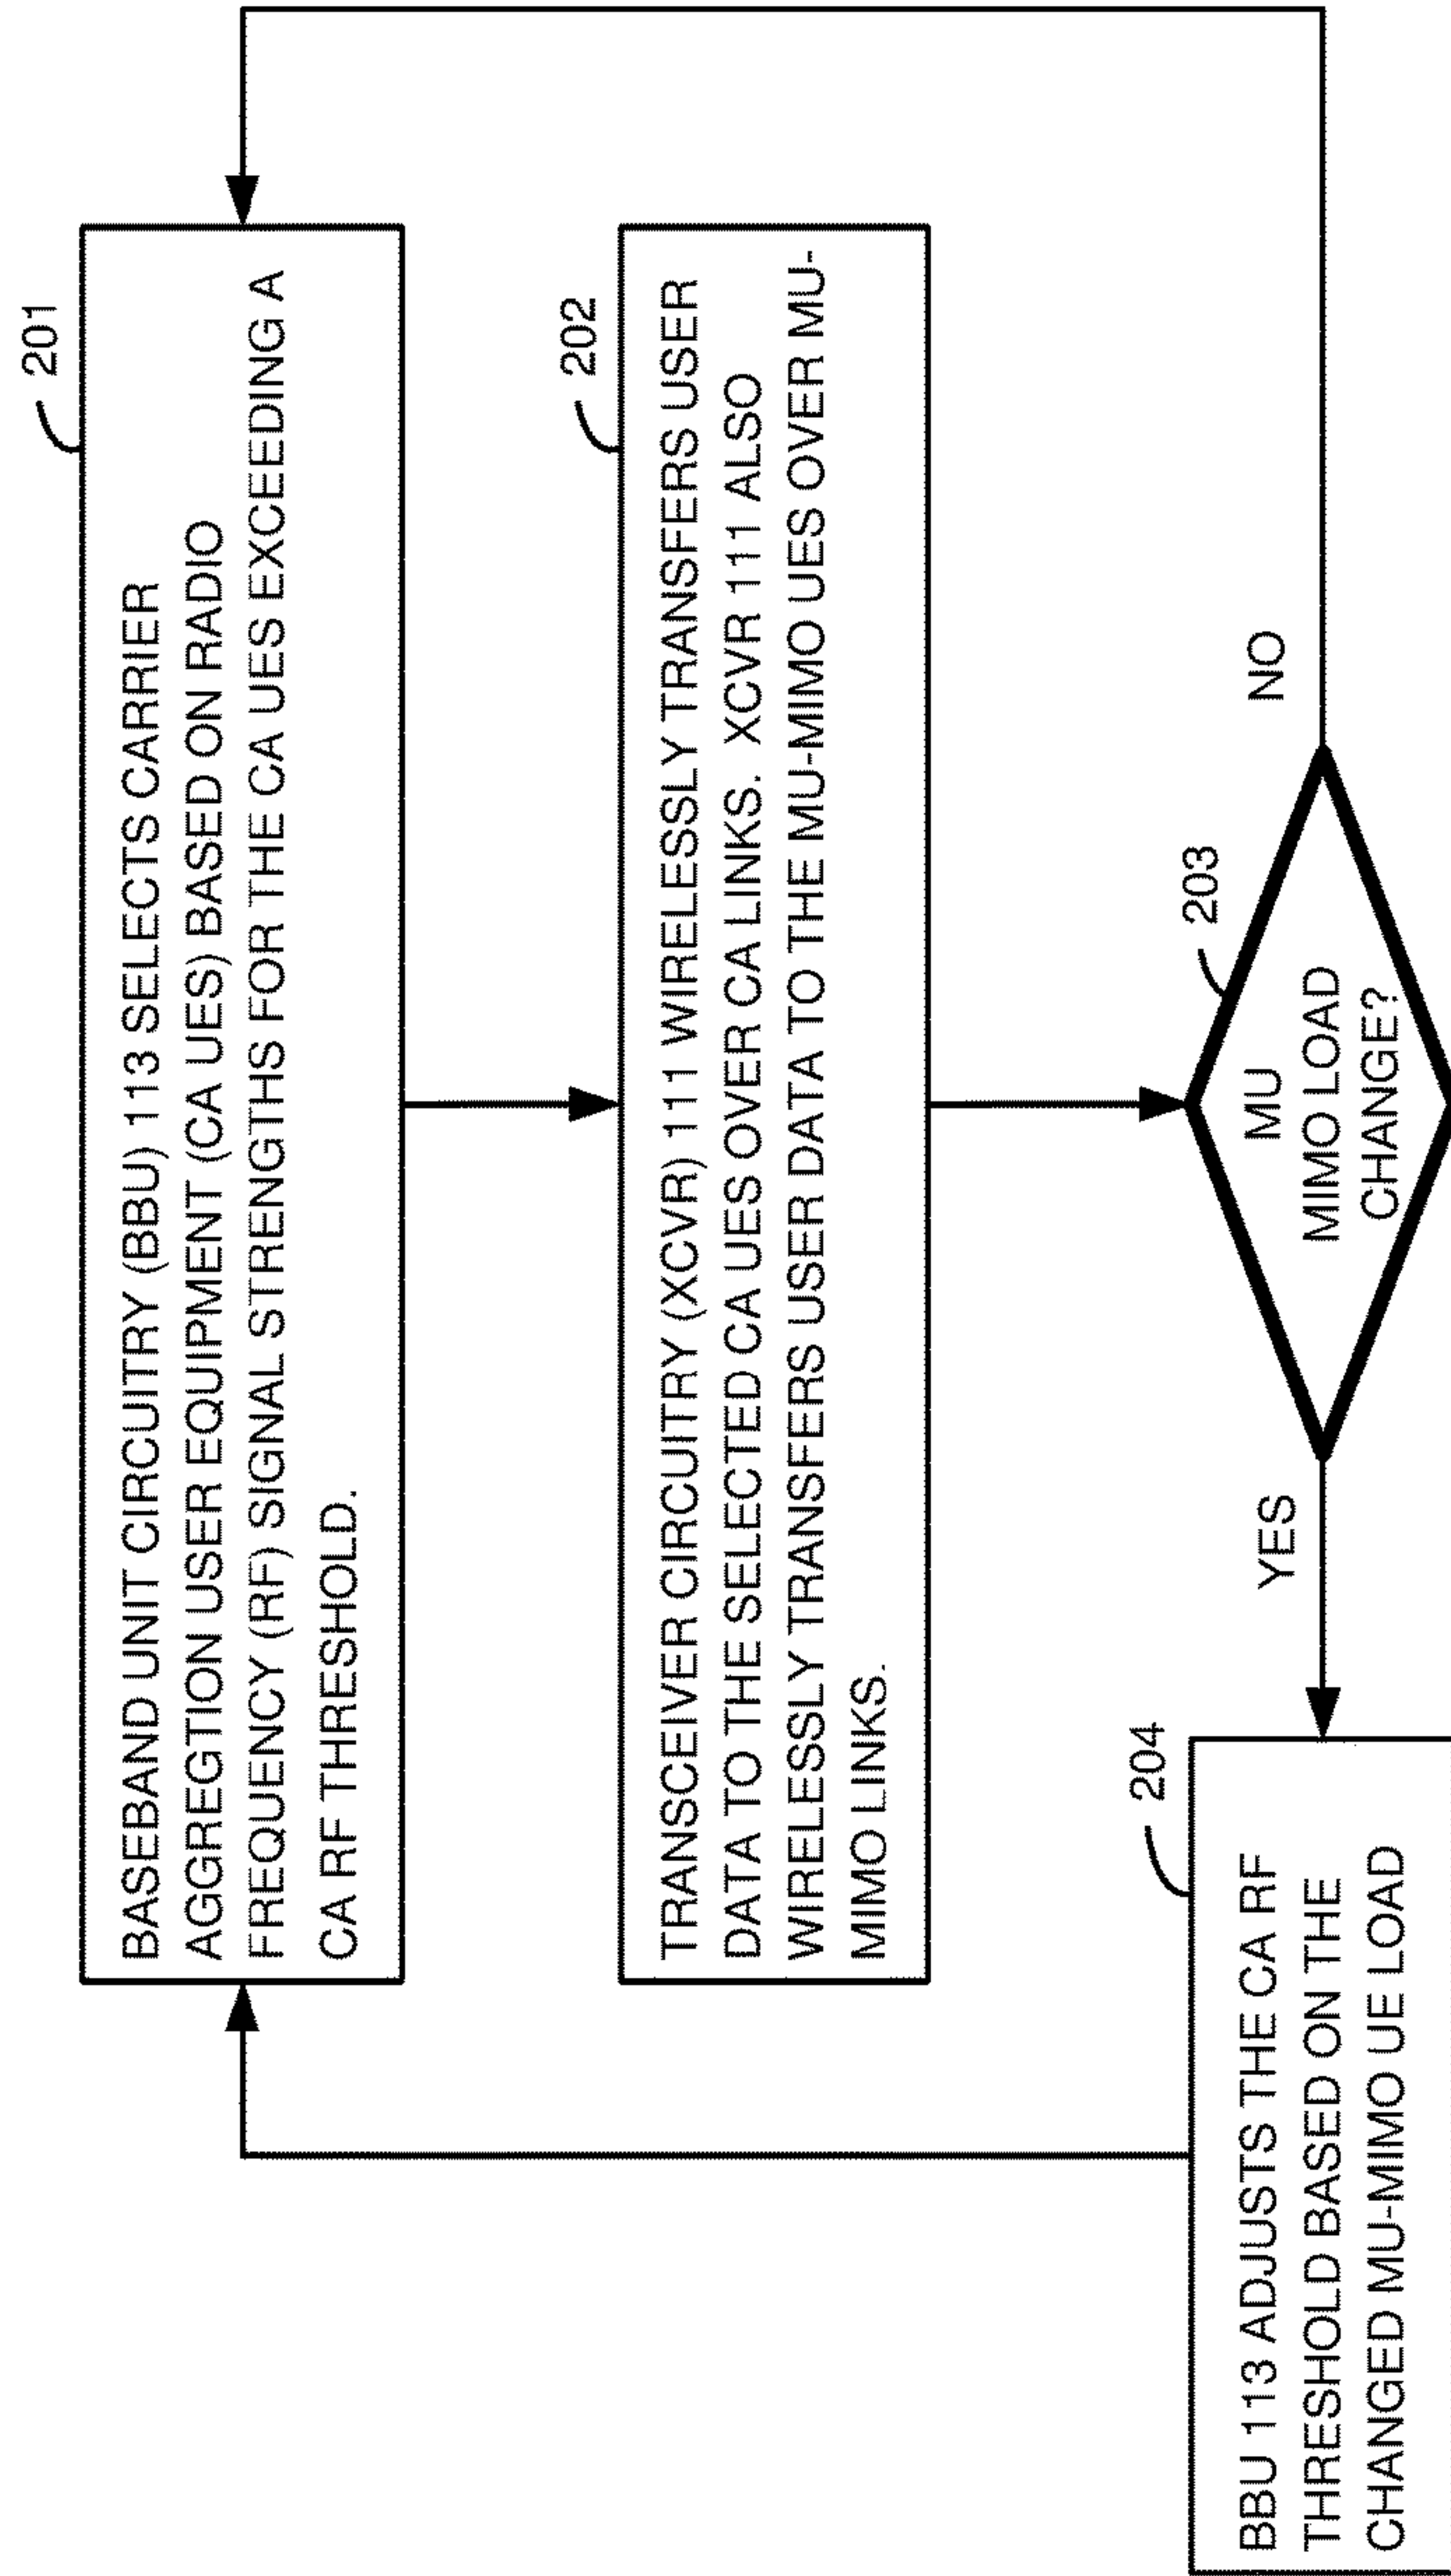 201
BASEBAND UNIT CIRCUITRY (BBU) 113 SELECTS CARRIER
AGGREGTION USER EQUIPMENT (CA UES) BASED ON RADIO
FREQUENCY (RF) SIGNAL STRENGTHS FOR THE CA UES EXCEEDING A
CA RF THRESHOLD.
202
TRANSCEIVER CIRCUITRY (XCVR) 111 WIRELESSLY TRANSFERS USER
DATA TO THE SELECTED CA UES OVER CA LINKS. XCVR 111 ALSO
WIRELESSLY TRANSFERS USER DATA TO THE MU-MIMO UES OVER MU-
MIMO LINKS.
203
MU
MIMO LOAD
CHANGE?
YES
NO
204
BBU 113 ADJUSTS THE CA RF
THRESHOLD BASED ON THE
CHANGED MU-MIMO UE LOAD